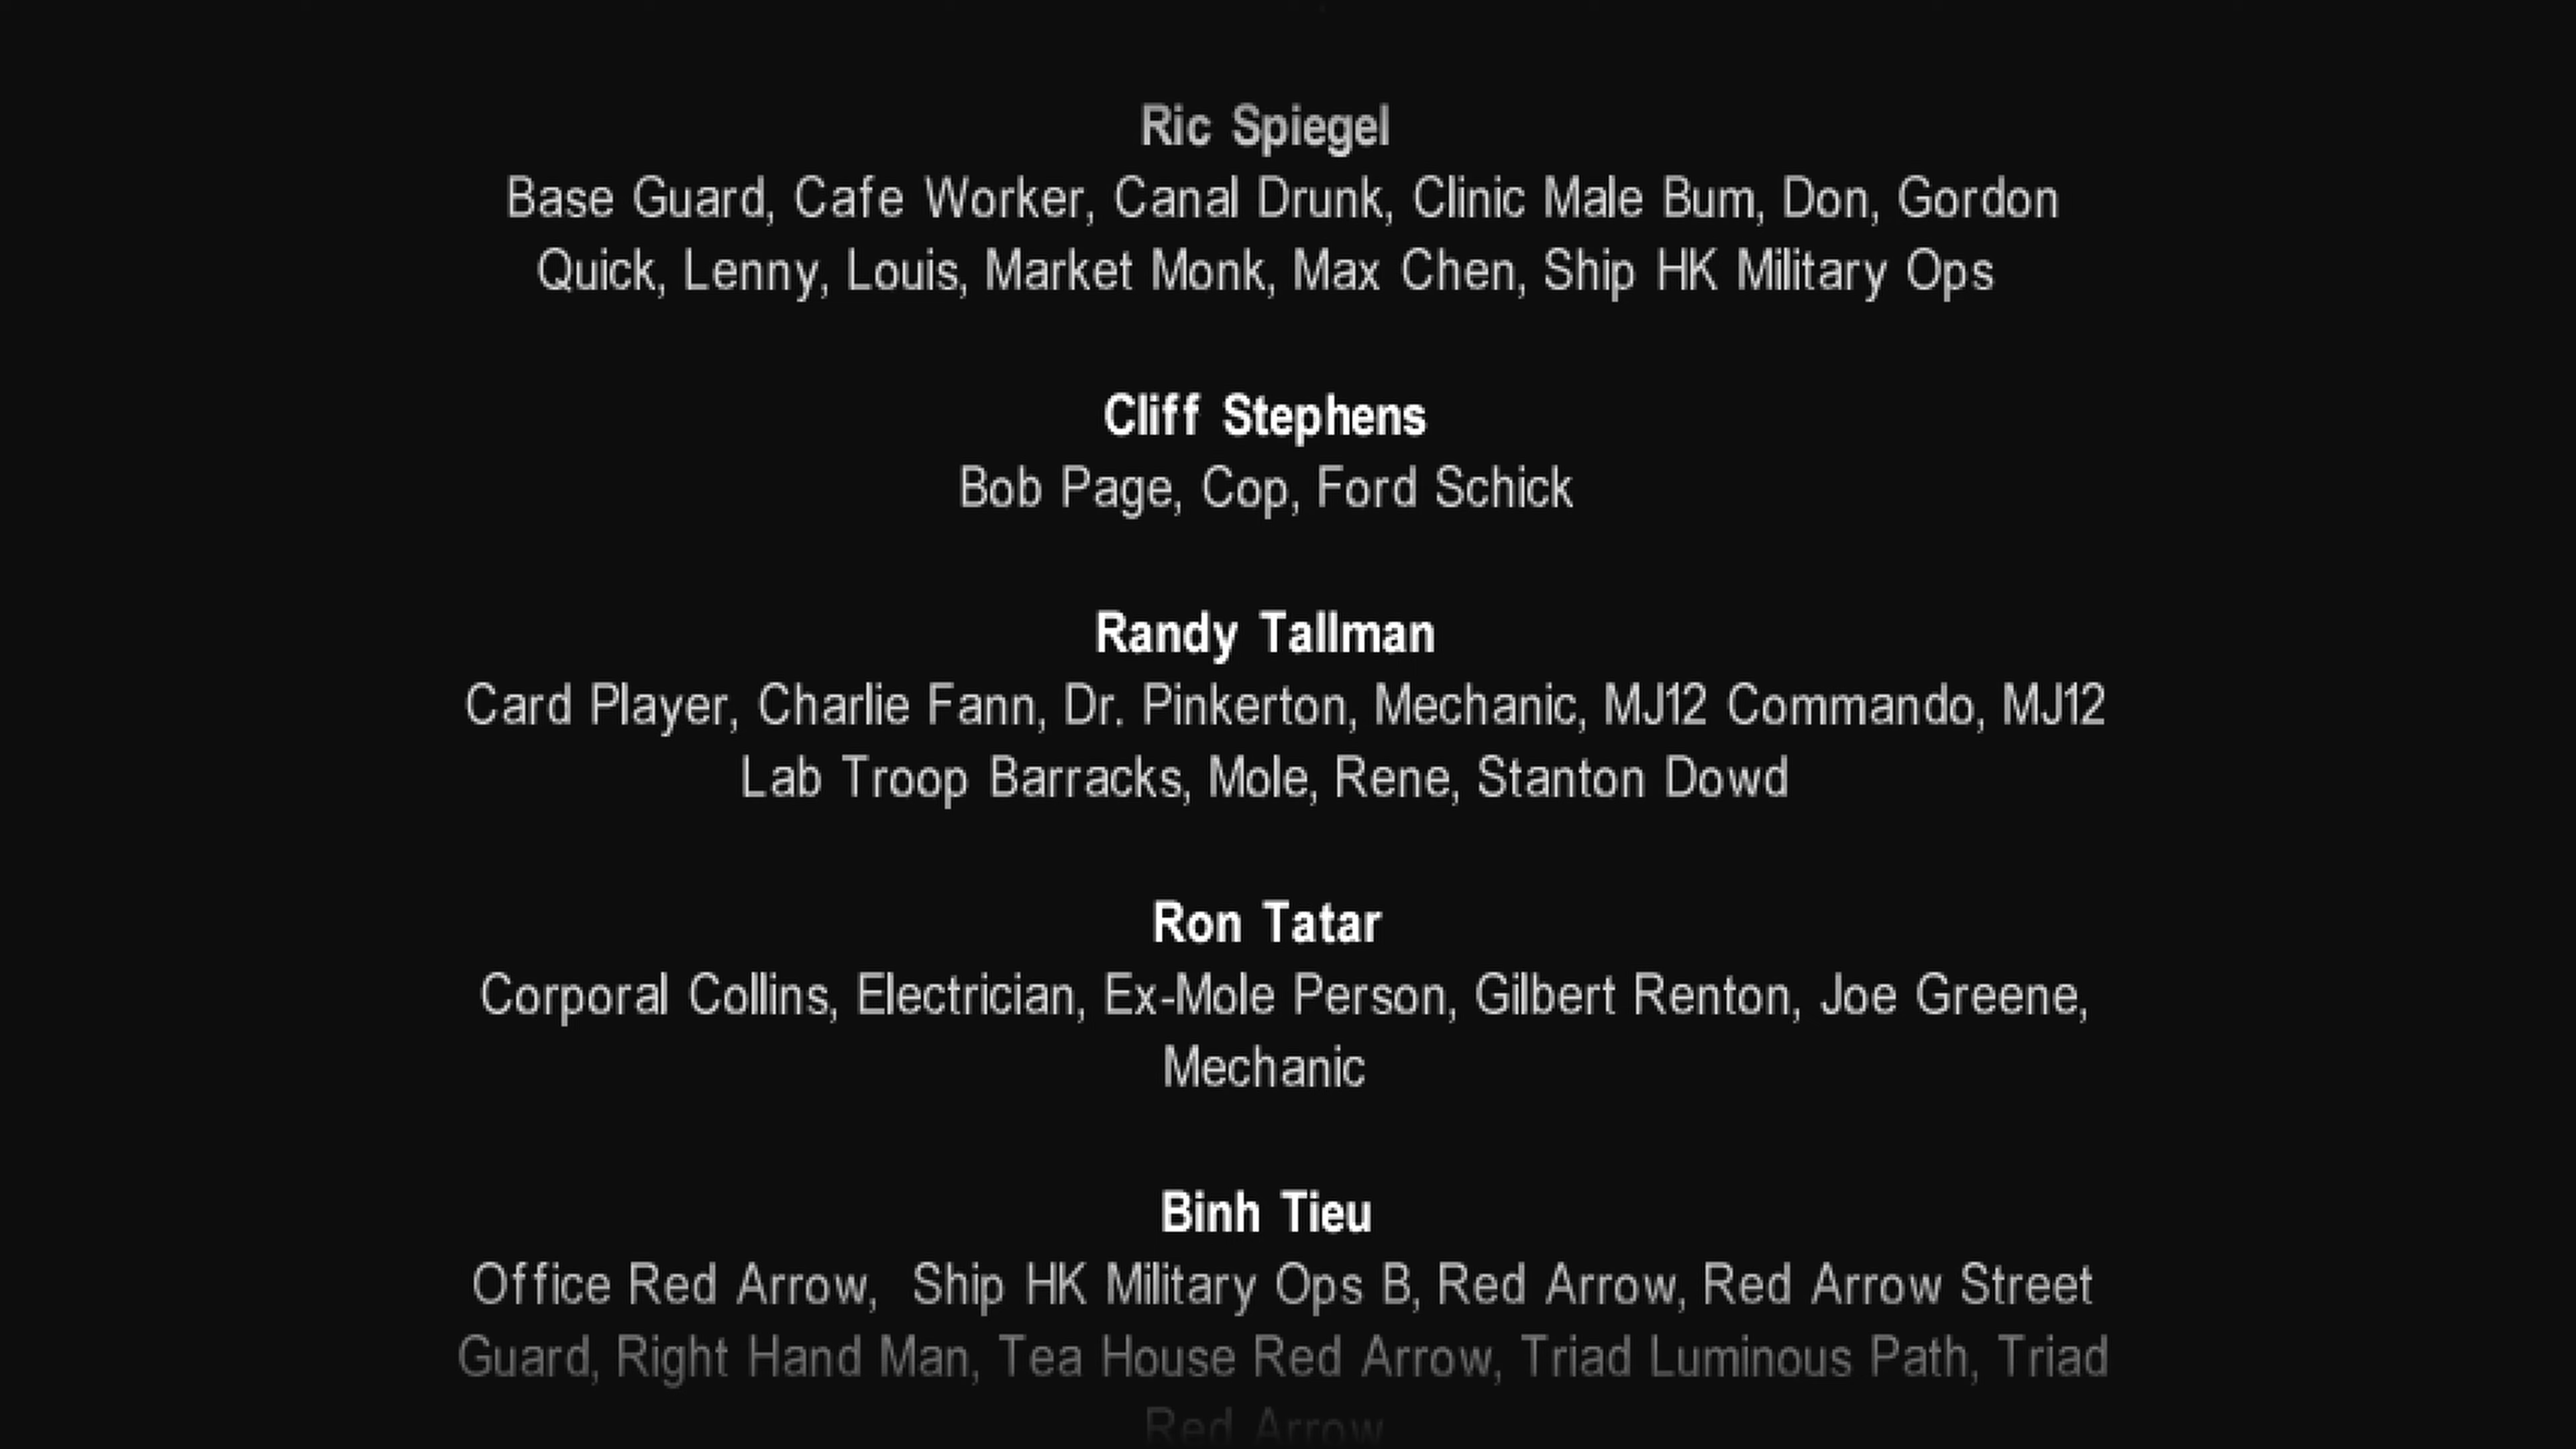 Ric Spiegel
Base Guard, Cafe Worker, Canal Drunk, Clinic Male Bum, Don, Gordon
Quick, Lenny, Louis, Market Monk, Max Chen, Ship HK Military Ops
Cliff Stephens
Bob Page, Cop, Ford Schick
Randy Tallman
Card Player, Charlie Fann, Dr. Pinkerton, Mechanic, MJ12 Commando, MJ12
Lab Troop Barracks, Mole, Rene, Stanton Dowd
Ron Tatar
Corporal Collins, Electrician, Ex-Mole Person, Gilbert Renton, Joe Greene,
Mechanic
Binh Tieu
Office Red Arrow,  Ship HK Military Ops B, Red Arrow, Red Arrow Street
Guard, Right Hand Man, Tea House Red Arrow, Triad Luminous Path, Triad
Red Arrow